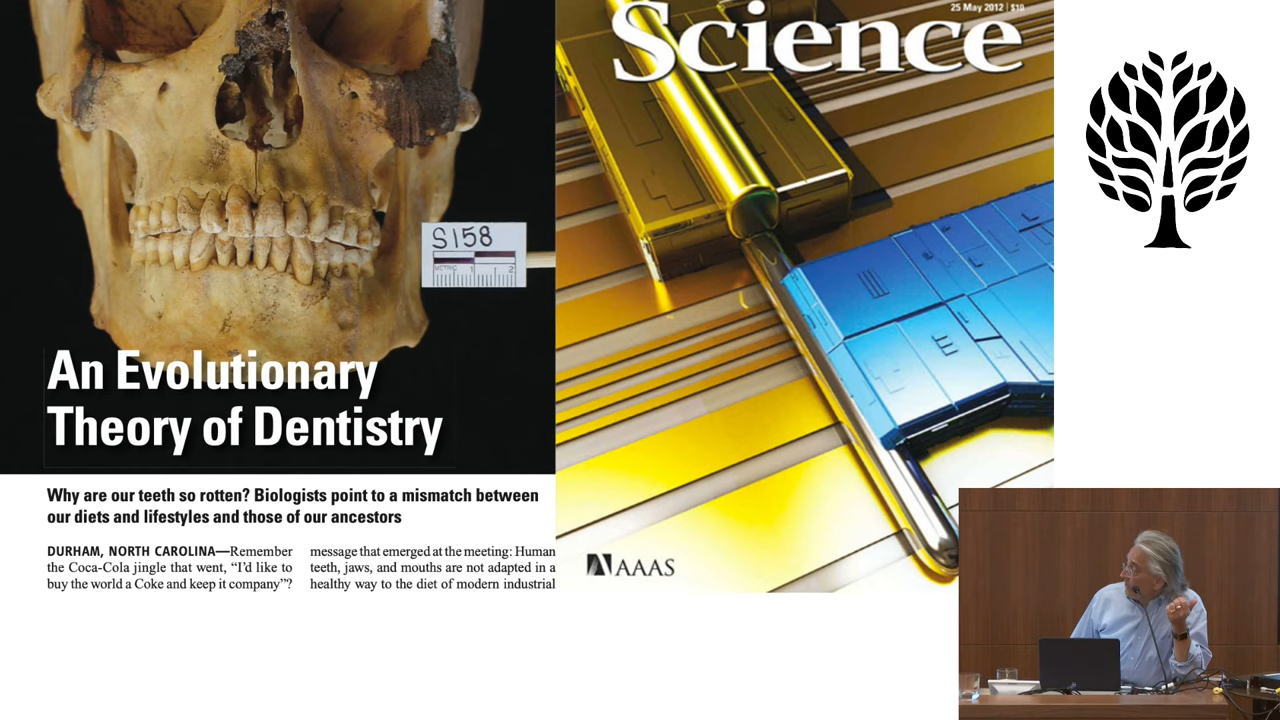 S158
METRIC 1 2
An Evolutionary
Theory of Dentistry
Why are our teeth so rotten? Biologists point to a mismatch between
our diets and lifestyles and those of our ancestors
DURHAM, NORTH CAROLINA—Remember
the Coca-Cola jingle that went, “I’d like to
buy the world a Coke and keep it company”?
message that emerged at the meeting: Human
teeth, jaws, and mouths are not adapted in a
healthy way to the diet of modern industrial
25 May 2012 | $10
Science
AAAS